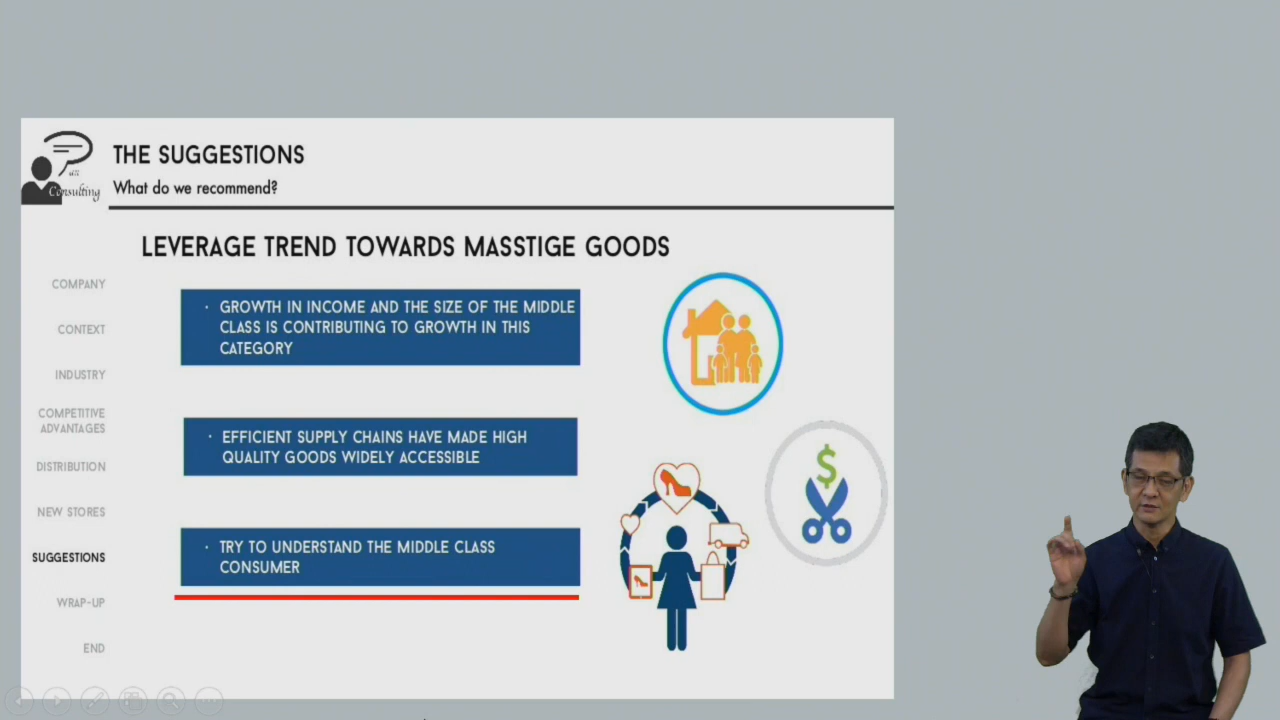 THE SUGGESTIONS
What do we recommend?
Consulting
LEVERAGE TREND TOWARDS MASSTIGE GOODS
COMPANY
CONTEXT
INDUSTRY
COMPETITIVE
ADVANTAGES
DISTRIBUTION
NEW STORES
SUGGESTIONS
WRAP-UP
END
· GROWTH IN INCOME AND THE SIZE OF THE MIDDLE
CLASS IS CONTRIBUTING TO GROWTH IN THIS
CATEGORY
· EFFICIENT SUPPLY CHAINS HAVE MADE HIGH
QUALITY GOODS WIDELY ACCESSIBLE
· TRY TO UNDERSTAND THE MIDDLE CLASS
CONSUMER
$